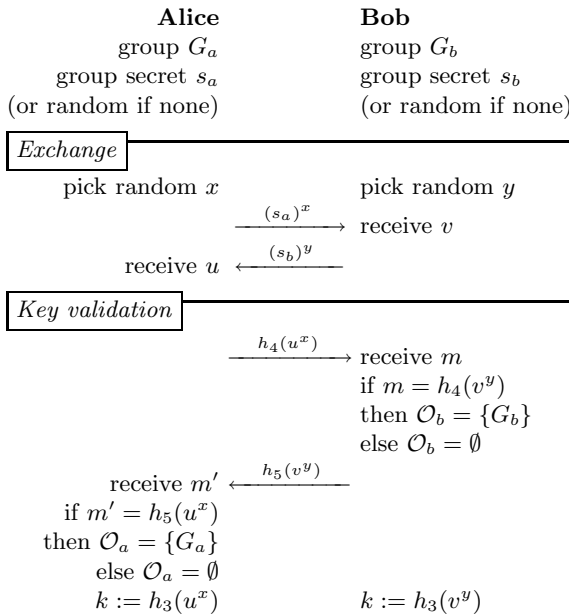 Alice Bob
group G_a group G_b
group secret s_a group secret s_b
(or random if none) (or random if none)
Exchange
pick random x pick random y
(s_a)^x receive v
receive u (s_b)^y
Key validation
h_4(u^x) receive m
if m = h_4(v^y)
then 𝒪_b = {G_b}
else 𝒪_b = ∅
receive m′ h_5(v^y)
if m′ = h_5(u^x)
then 𝒪_a = {G_a}
else 𝒪_a = ∅
k := h_3(u^x) k := h_3(v^y)